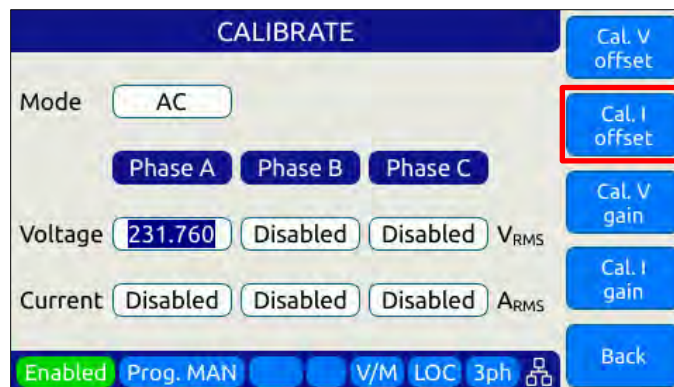 CALIBRATE
Mode AC
Phase A Phase B Phase C
Voltage 231.760 Disabled Disabled VRMS
Current Disabled Disabled Disabled ARMS
Enabled Prog. MAN V/M LOC 3ph
Cal. V
offset
Cal. I
offset
Cal. V
gain
Cal. I
gain
Back